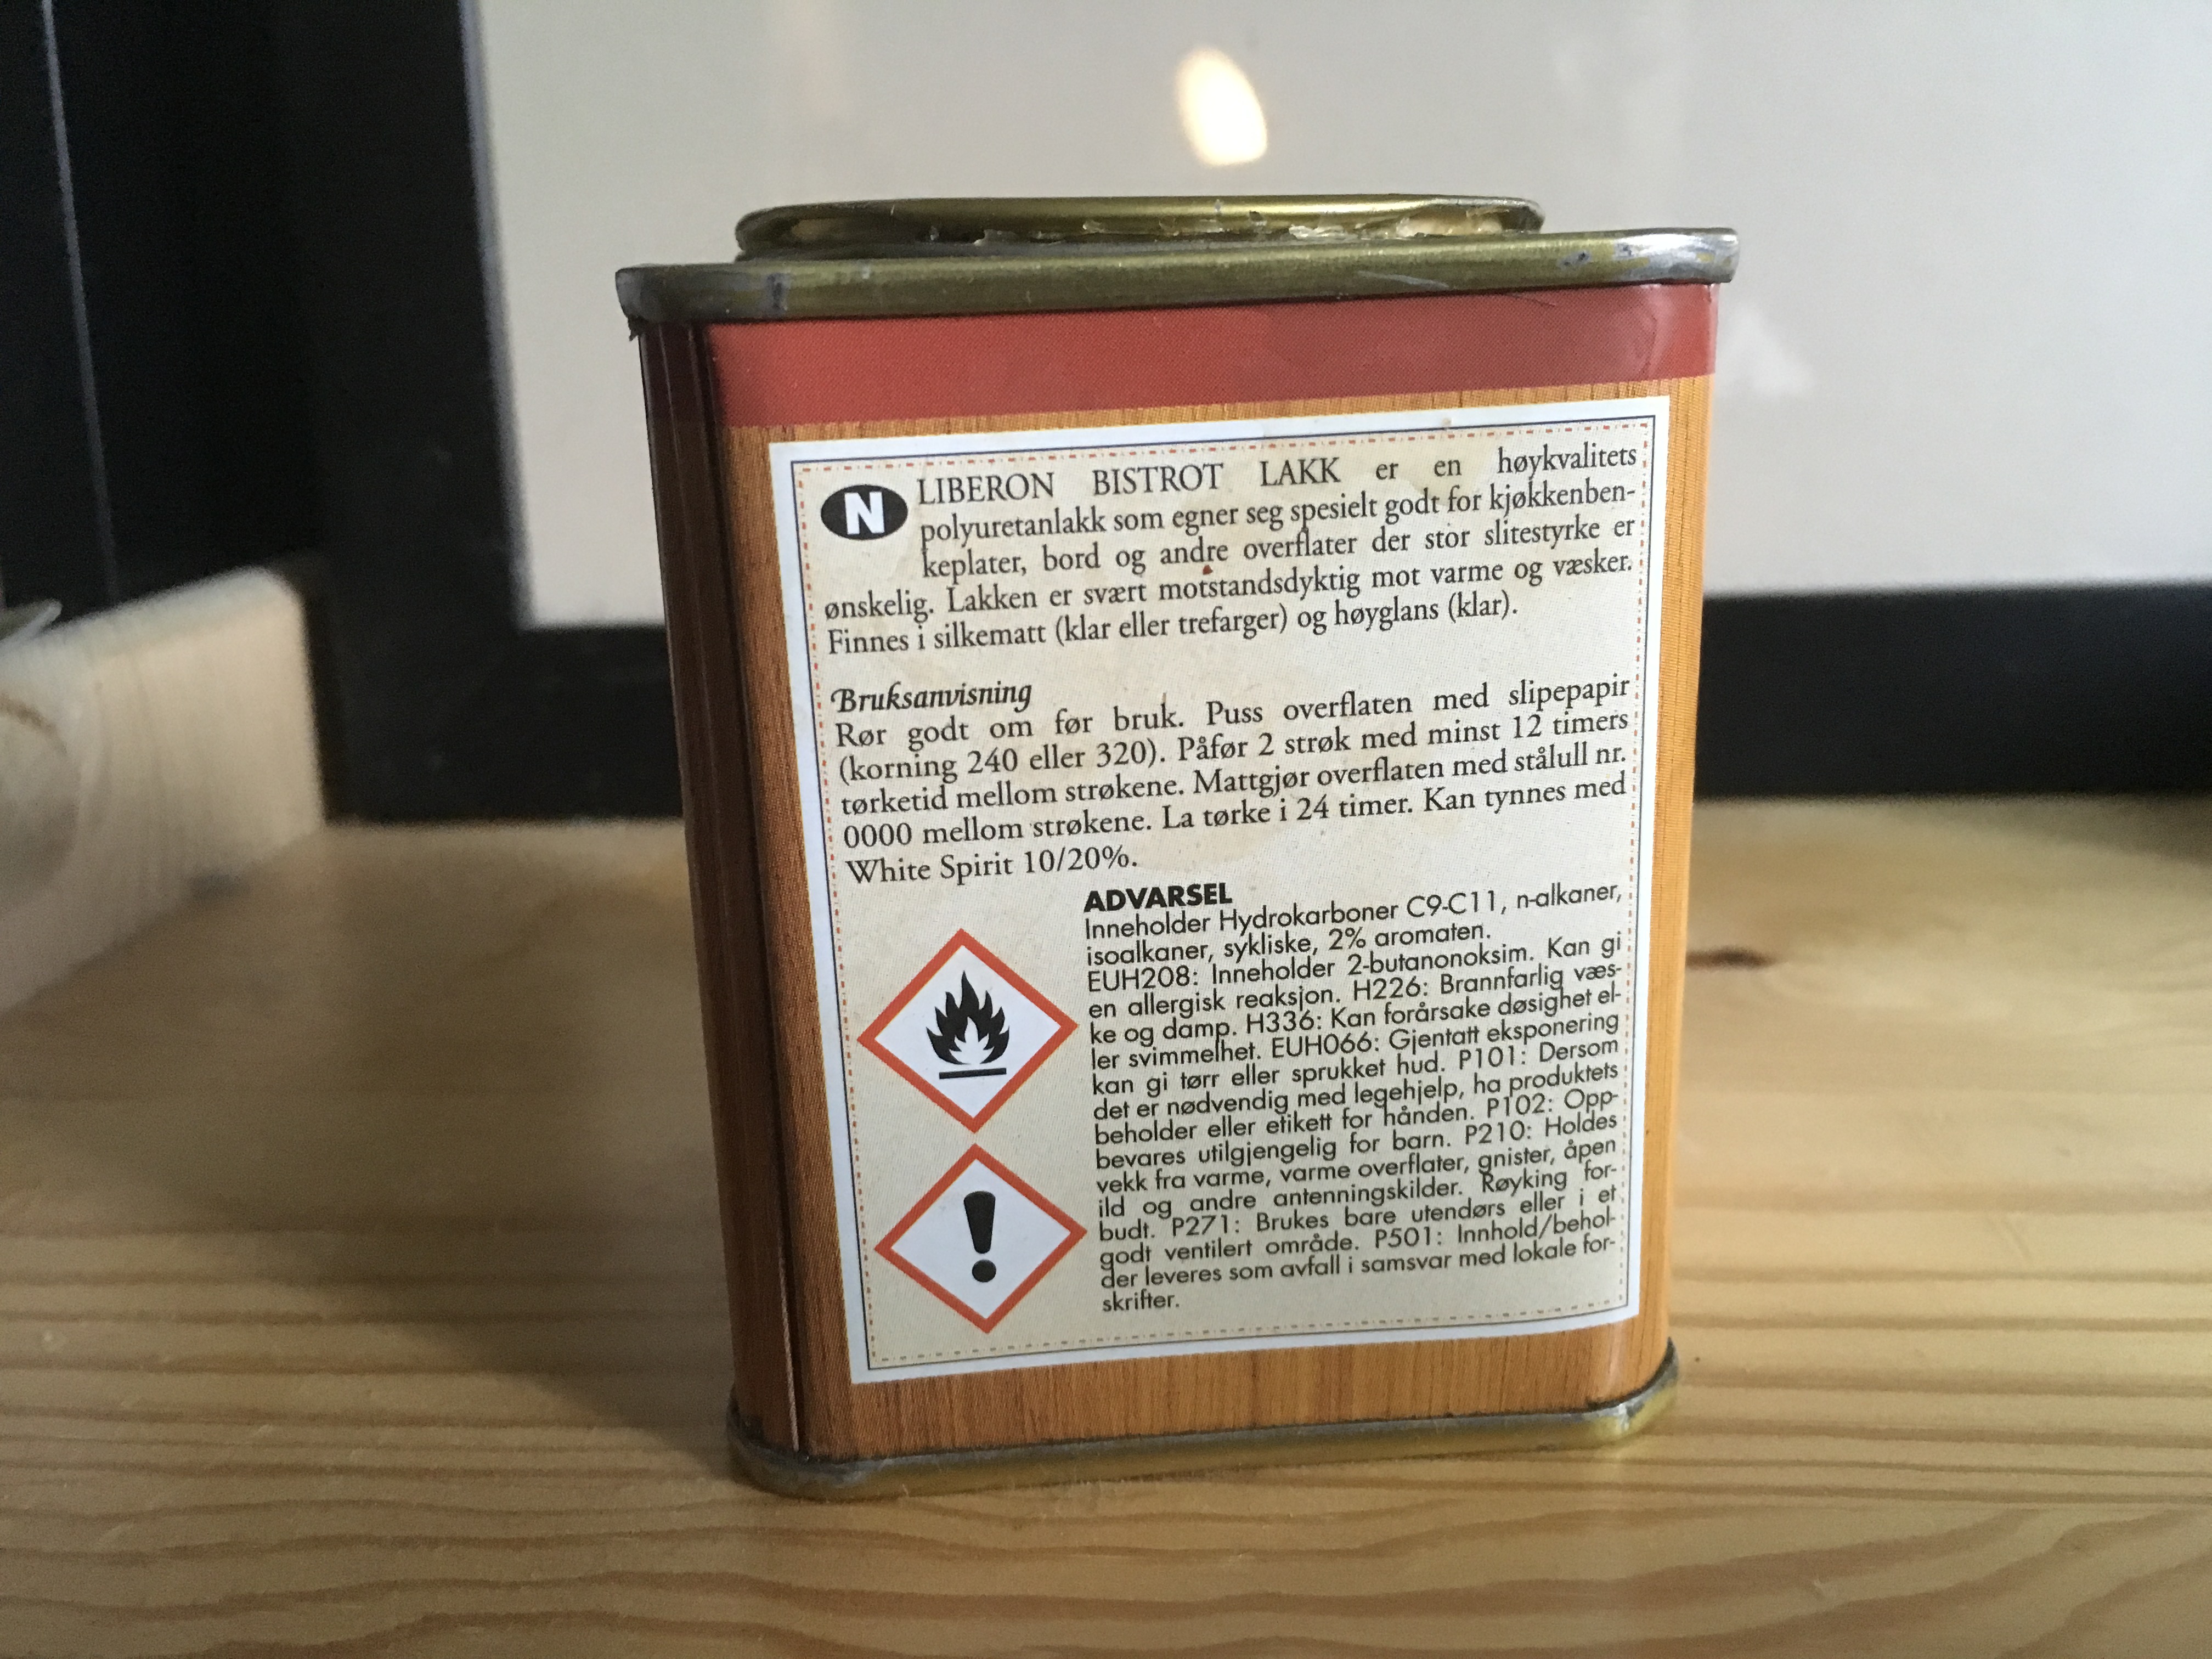 N
LIBERON BISTROT LAKK er en høykvalitets
polyuretanlakk som egner seg spesielt godt for kjøkkenben-
keplater, bord og andre overflater der stor slitestyrke er
ønskelig. Lakken er svært motstandsdyktig mot varme og væsker.
Finnes i silkematt (klar eller trefarger) og høyglans (klar).
Bruksanvisning
Rør godt om før bruk. Puss overflaten med slipepapir
(korning 240 eller 320). Påfør 2 strøk med minst 12 timers
tørketid mellom strøkene. Mattgjør overflaten med stålull nr.
0000 mellom strøkene. La tørke i 24 timer. Kan tynnes med
White Spirit 10/20%.
ADVARSEL
Inneholder Hydrokarboner C9-C11, n-alkaner,
isoalkaner, sykliske, 2% aromaten.
EUH208: Inneholder 2-butanonoksim. Kan gi
en allergisk reaksjon. H226: Brannfarlig væs-
ke og damp. H336: Kan forårsake døsighet el-
ler svimmelhet. EUH066: Gjentatt eksponering
kan gi tørr eller sprukket hud. P101: Dersom
det er nødvendig med legehjelp, ha produktets
beholder eller etikett for hånden. P102: Opp-
bevares utilgjengelig for barn. P210: Holdes
vekk fra varme, varme overflater, gnister, åpen
ild og andre antenningskilder. Røyking for-
budt. P271: Brukes bare utendørs eller i et
godt ventilert område. P501: Innhold/behol-
der leveres som avfall i samsvar med lokale for-
skrifter.